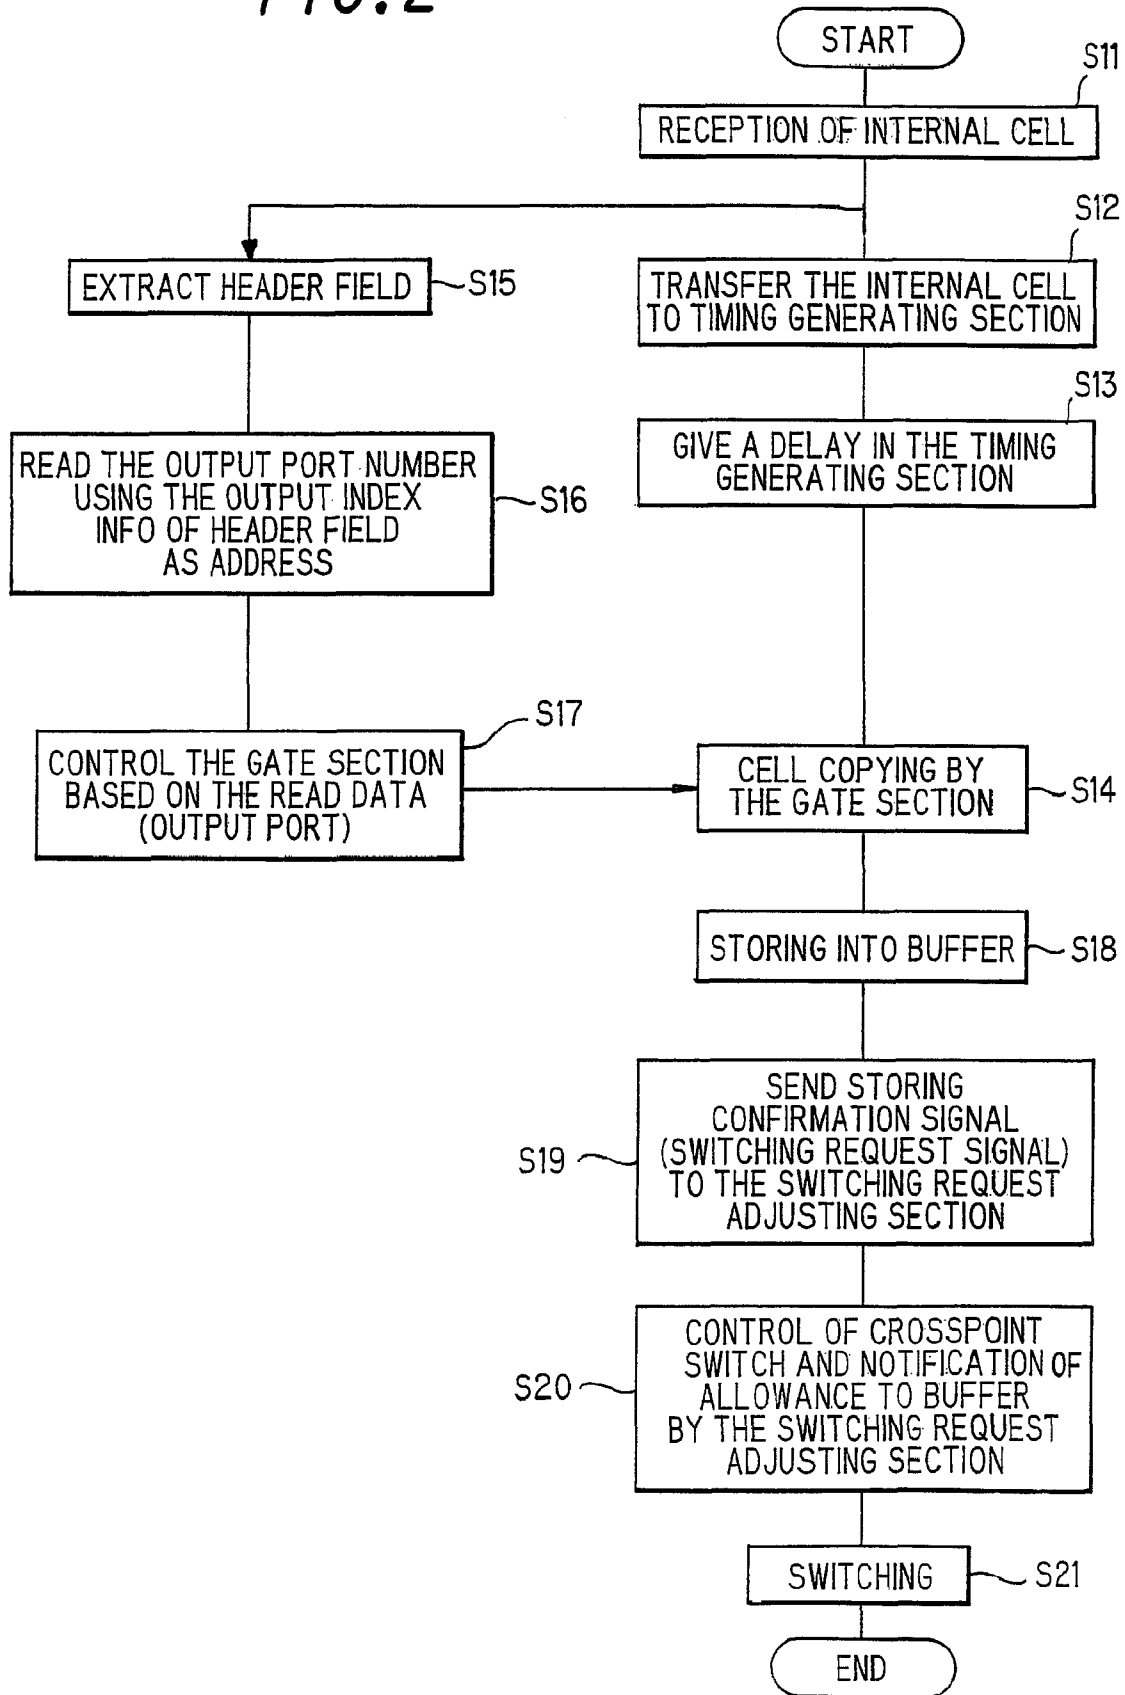 FIG.2
START
S11
RECEPTION OF INTERNAL CELL
S12
TRANSFER THE INTERNAL CELL
TO TIMING GENERATING SECTION
EXTRACT HEADER FIELD
S15
S13
GIVE A DELAY IN THE TIMING
GENERATING SECTION
READ THE OUTPUT PORT NUMBER
USING THE OUTPUT INDEX
INFO OF HEADER FIELD
AS ADDRESS
S16
S17
CONTROL THE GATE SECTION
BASED ON THE READ DATA
(OUTPUT PORT)
CELL COPYING BY
THE GATE SECTION
S14
STORING INTO BUFFER
S18
SEND STORING
CONFIRMATION SIGNAL
(SWITCHING REQUEST SIGNAL)
TO THE SWITCHING REQUEST
ADJUSTING SECTION
S19
CONTROL OF CROSSPOINT
SWITCH AND NOTIFICATION OF
ALLOWANCE TO BUFFER
BY THE SWITCHING REQUEST
ADJUSTING SECTION
S20
SWITCHING
S21
END